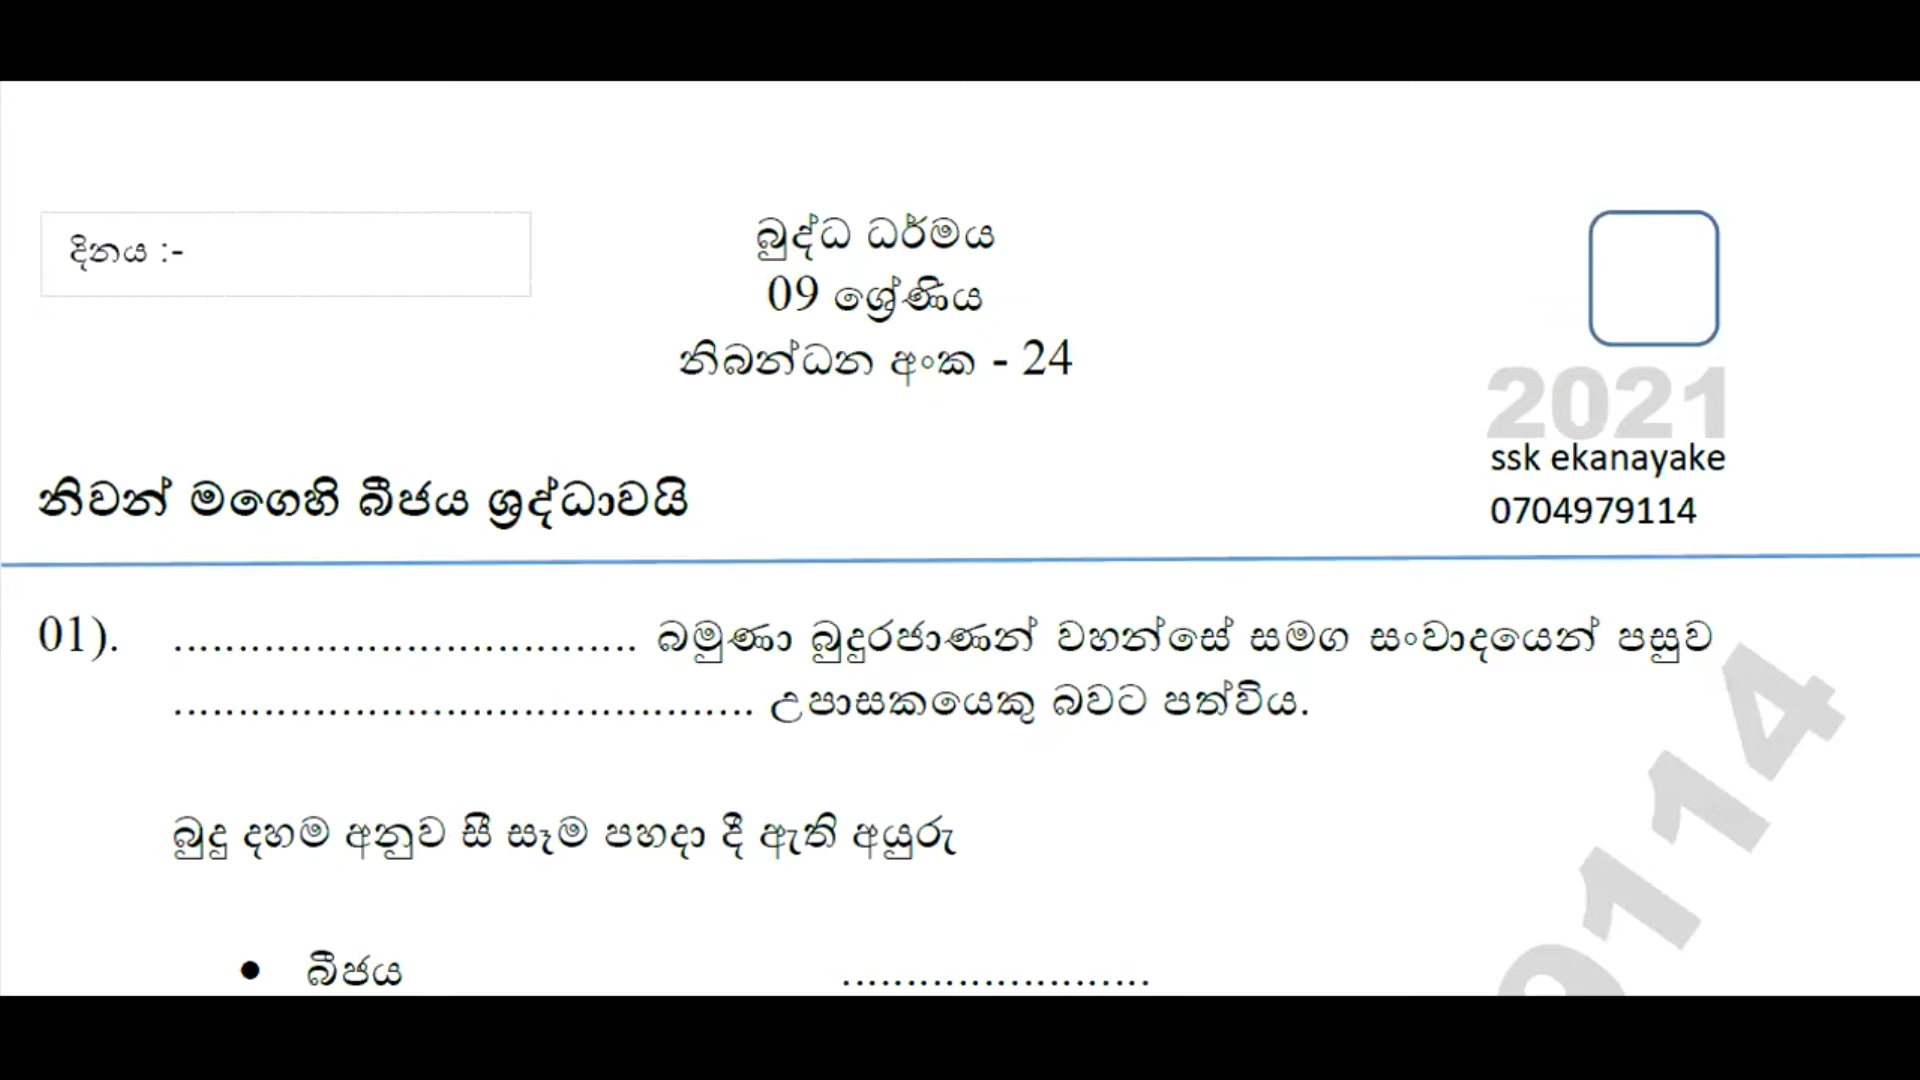 දිනය :-
බුද්ධ ධර්මය
09 ශ්‍රේණිය
නිබන්ධන අංක - 24
2021
ssk ekanayake
0704979114
නිවන් මගෙහි බීජය ශ්‍රද්ධාවයි
01). .................................... බමුණා බුදුරජාණන් වහන්සේ සමග සංවාදයෙන් පසුව
............................................. උපාසකයෙකු බවට පත්විය.
බුදු දහම අනුව සී සෑම පහදා දී ඇති අයුරු
• බීජය ........................
9114